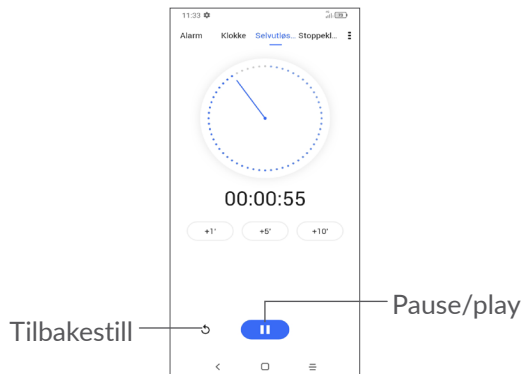 11:33
Alarm Klokke Selvutløs... Stoppekl...
00:00:55
+1' +5' +10'
Pause/play
Tilbakestill